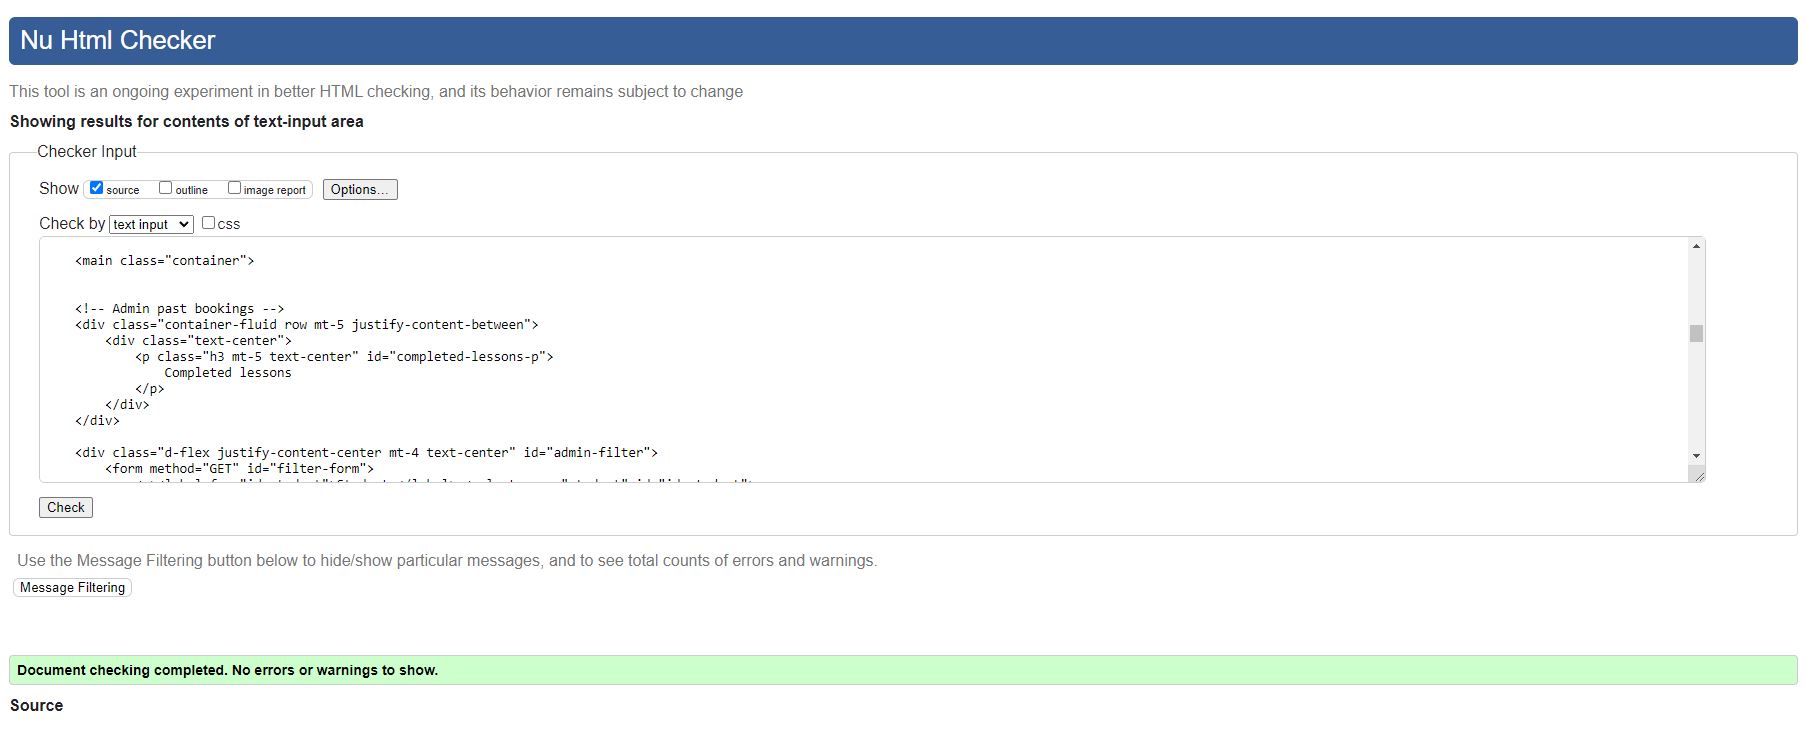 Nu Html Checker
This tool is an ongoing experiment in better HTML checking, and its behavior remains subject to change
Showing results for contents of text-input area
Checker Input
Show source outline image report Options...
Check by text input css
<main class="container">
<!-- Admin past bookings -->
<div class="container-fluid row mt-5 justify-content-between">
<div class="text-center">
<p class="h3 mt-5 text-center" id="completed-lessons-p">
Completed lessons
</p>
</div>
</div>
<div class="d-flex justify-content-center mt-4 text-center" id="admin-filter">
<form method="GET" id="filter-form">
Check
Use the Message Filtering button below to hide/show particular messages, and to see total counts of errors and warnings.
Message Filtering
Document checking completed. No errors or warnings to show.
Source